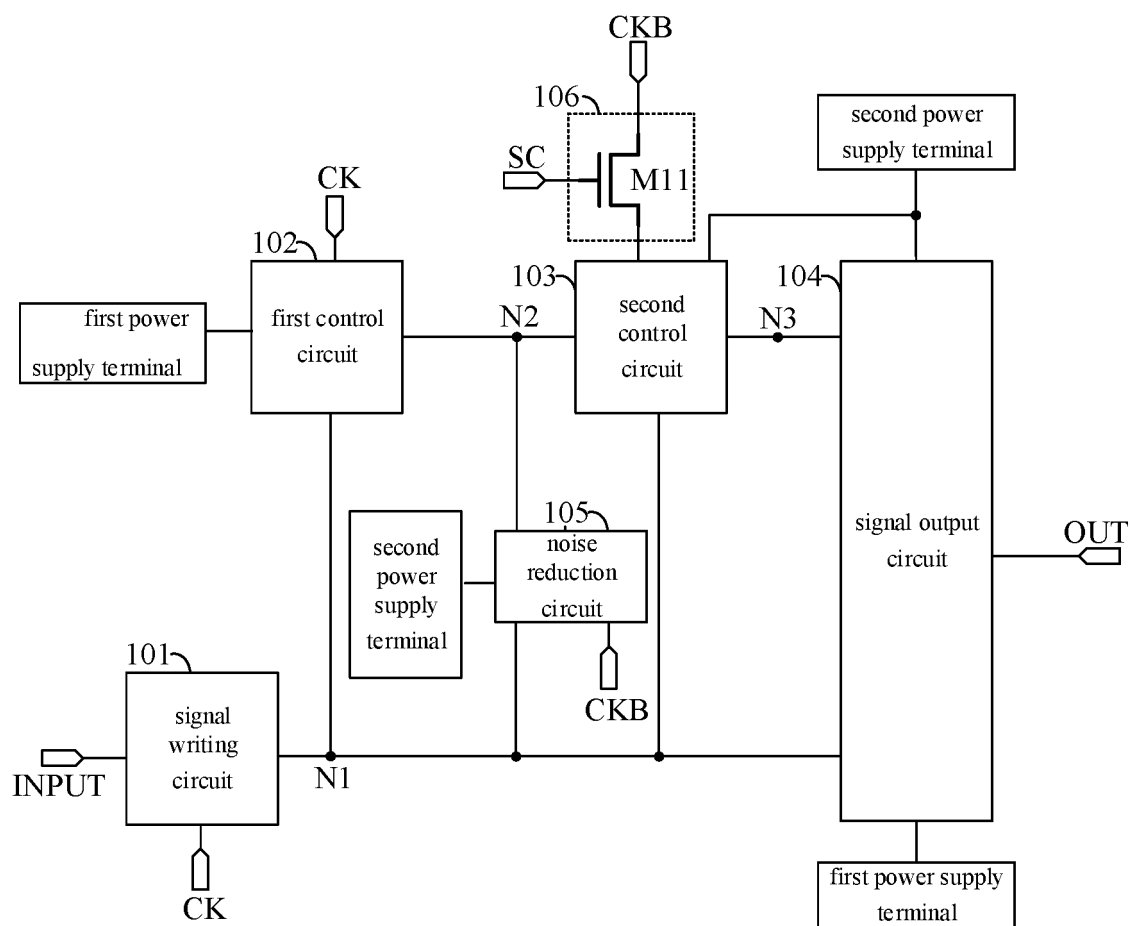 CKB
106
second power
supply terminal
SC
M11
CK
102
103
104
first power
supply terminal
first control
circuit
N2
second
control
circuit
N3
105
second
power
supply
terminal
noise
reduction
circuit
signal output
circuit
OUT
101
CKB
signal
writing
circuit
INPUT
N1
CK
first power supply
terminal